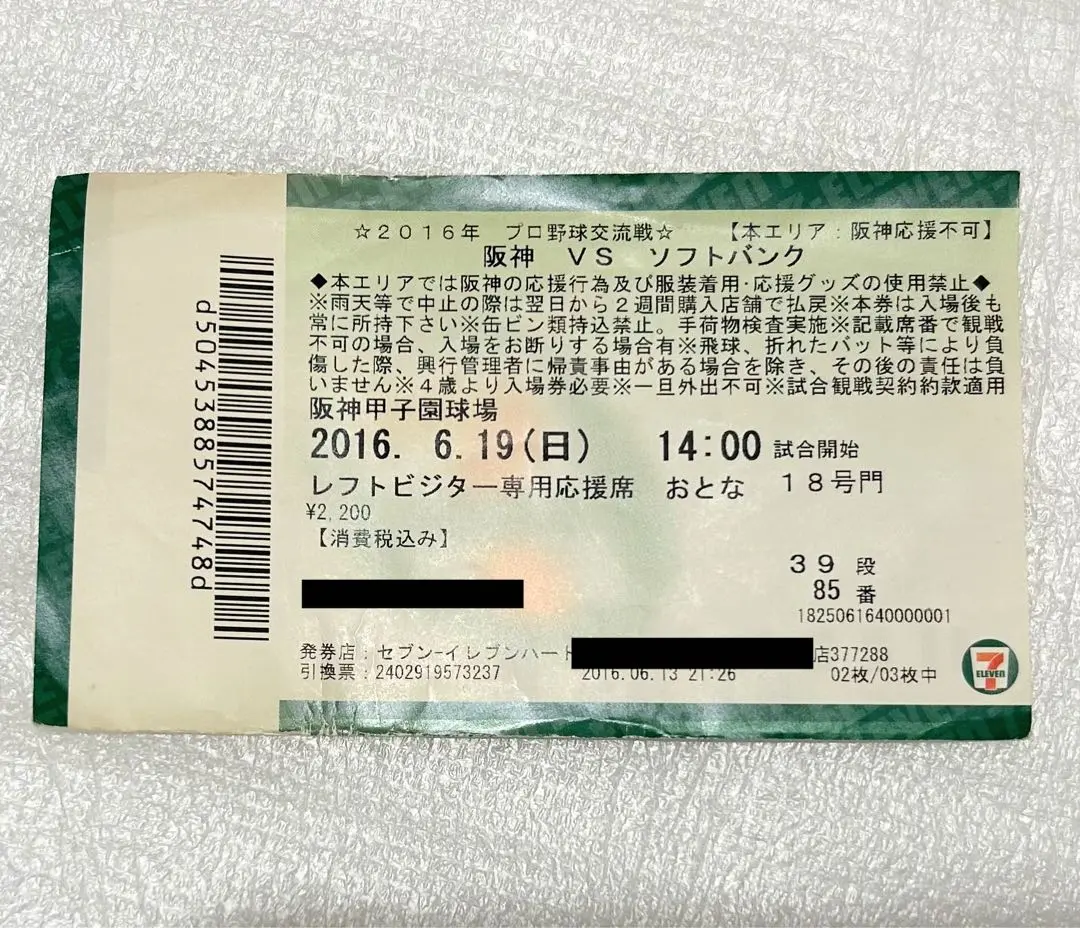 ☆２０１６年　プロ野球交流戦☆　【本エリア：阪神応援不可】
阪神　ＶＳ　ソフトバンク
◆本エリアでは阪神の応援行為及び服装着用・応援グッズの使用禁止◆
※雨天等で中止の際は翌日から２週間購入店舗で払戻※本券は入場後も
常に所持下さい※缶ビン類持込禁止。手荷物検査実施※記載席番で観戦
不可の場合、入場をお断りする場合有※飛球、折れたバット等により負
傷した際、興行管理者に帰責事由がある場合を除き、その後の責任は負
いません※４歳より入場券必要※一旦外出不可※試合観戦契約約款適用
阪神甲子園球場
2016. 6.19(日)　14:00 試合開始
レフトビジター専用応援席　おとな　１８号門
¥2,200
【消費税込み】
３９ 段
85 番
1825061640000001
発券店：セブン-イレブンハート 店377288
引換票：2402919573237 2016.06.13 21:26 02枚/03枚中
7 ELEVEN
d50453885747748d